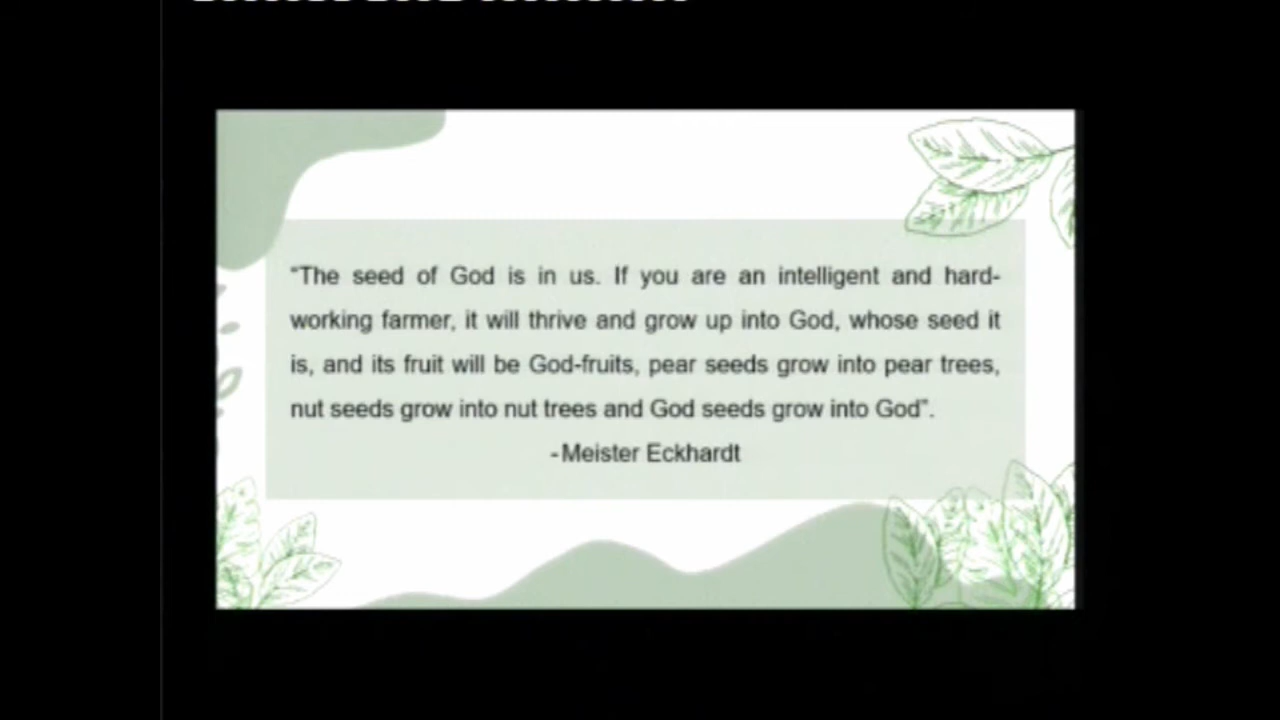 "The seed of God is in us. If you are an intelligent and hard-
working farmer, it will thrive and grow up into God, whose seed it
is, and its fruit will be God-fruits, pear seeds grow into pear trees,
nut seeds grow into nut trees and God seeds grow into God".
-Meister Eckhardt